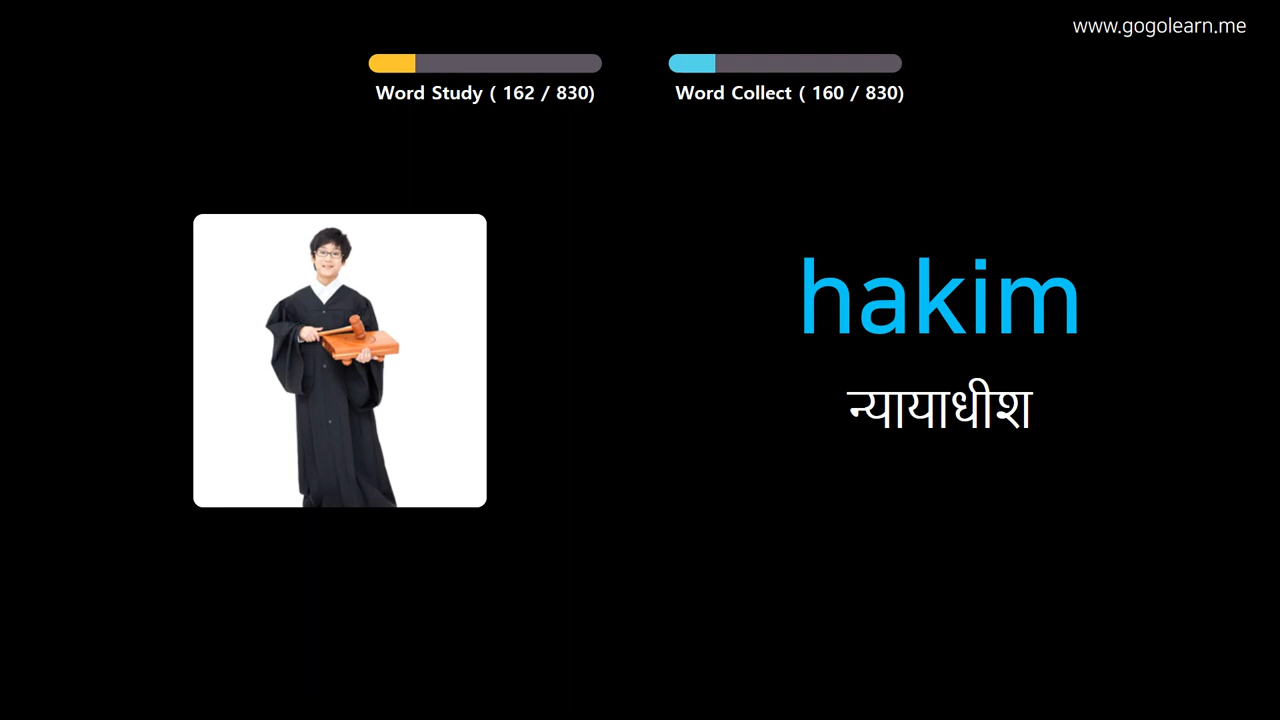 www.gogolearn.me
Word Study ( 162 / 830)
Word Collect ( 160 / 830)
hakim
न्यायाधीश